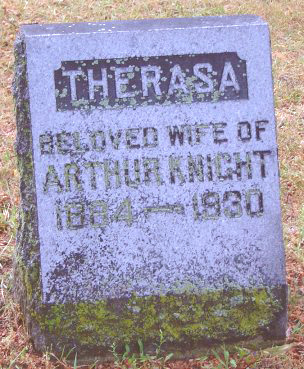 THERASA
BELOVED WIFE OF
ARTHUR KNIGHT
1884 — 1930